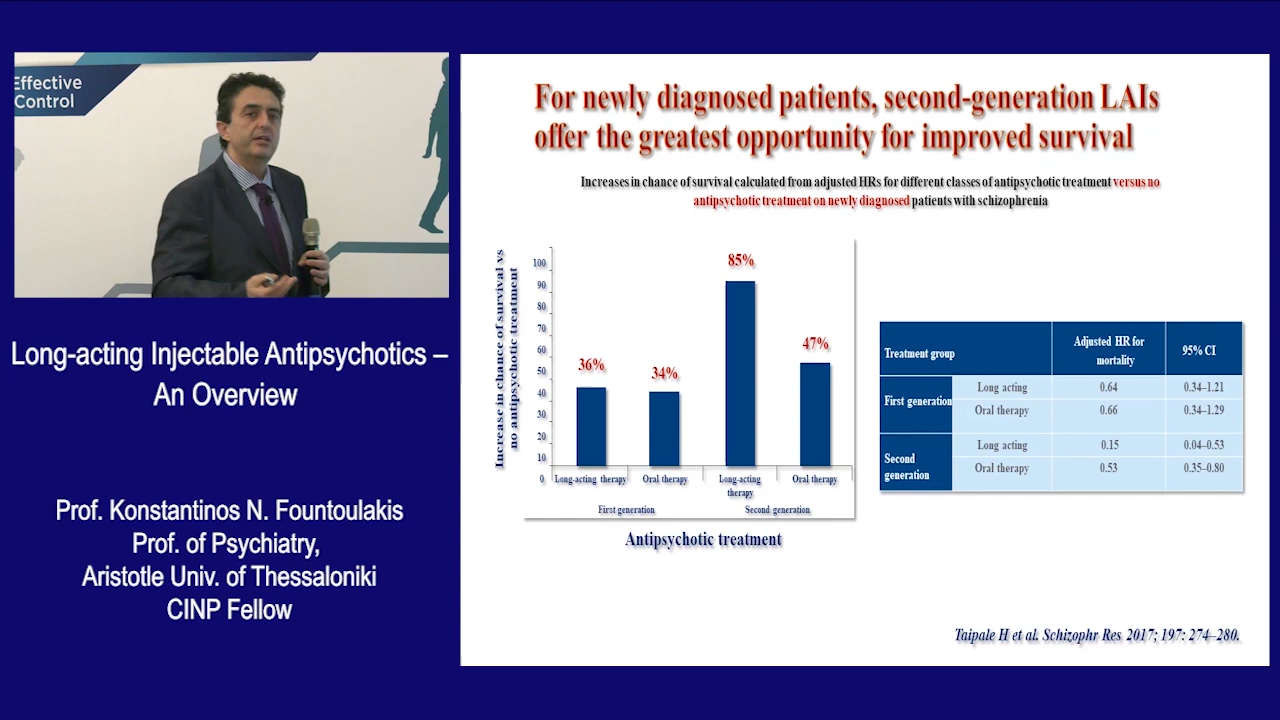 Effective
Control
Long-acting Injectable Antipsychotics –
An Overview
Prof. Konstantinos N. Fountoulakis
Prof. of Psychiatry,
Aristotle Univ. of Thessaloniki
CINP Fellow
For newly diagnosed patients, second-generation LAIs
offer the greatest opportunity for improved survival
Increases in chance of survival calculated from adjusted HRs for different classes of antipsychotic treatment versus no
antipsychotic treatment on newly diagnosed patients with schizophrenia
Increase in chance of survival vs
no antipsychotic treatment
100
90
80
70
60
50
40
30
20
10
0
36%
34%
85%
47%
Long-acting therapy
Oral therapy
Long-acting
therapy
Oral therapy
First generation
Second generation
Antipsychotic treatment
Treatment group
Adjusted HR for
mortality
95% CI
First generation
Long acting
0.64
0.34–1.21
Oral therapy
0.66
0.34–1.29
Second
generation
Long acting
0.15
0.04–0.53
Oral therapy
0.53
0.35–0.80
Taipale H et al. Schizophr Res 2017; 197: 274–280.